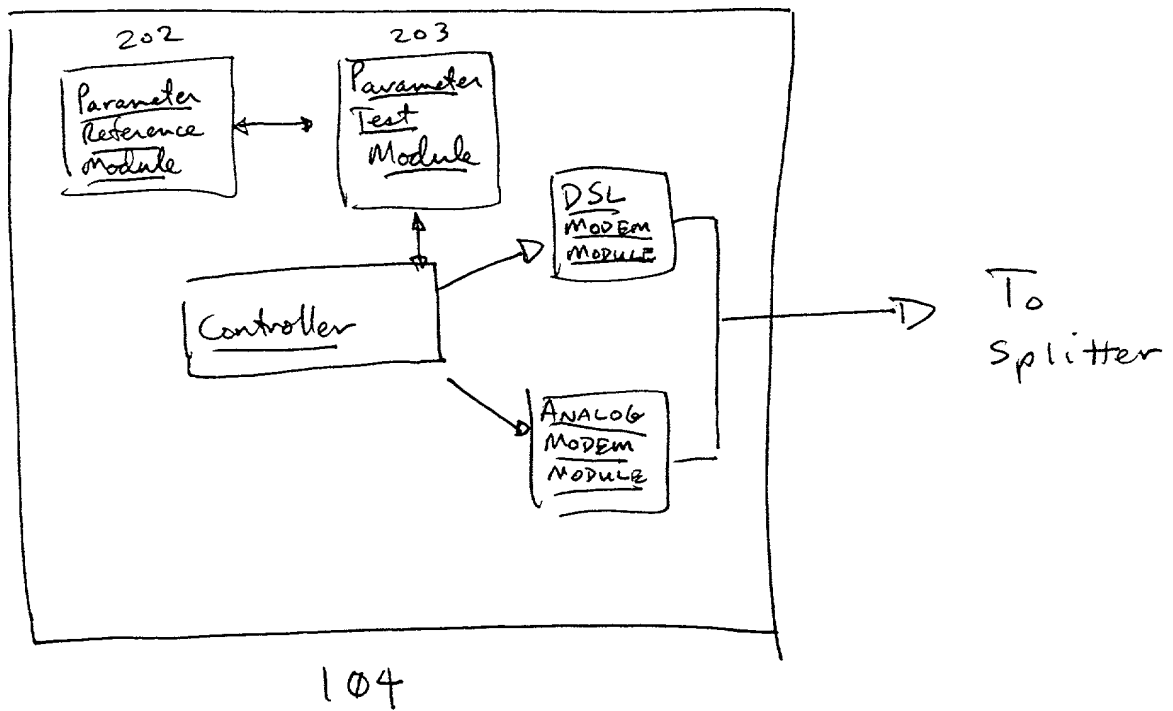 202
Parameter
Reference
Module
203
Parameter
Test
Module
DSL
MODEM
MODULE
Controller
ANALOG
MODEM
MODULE
To
Splitter
104